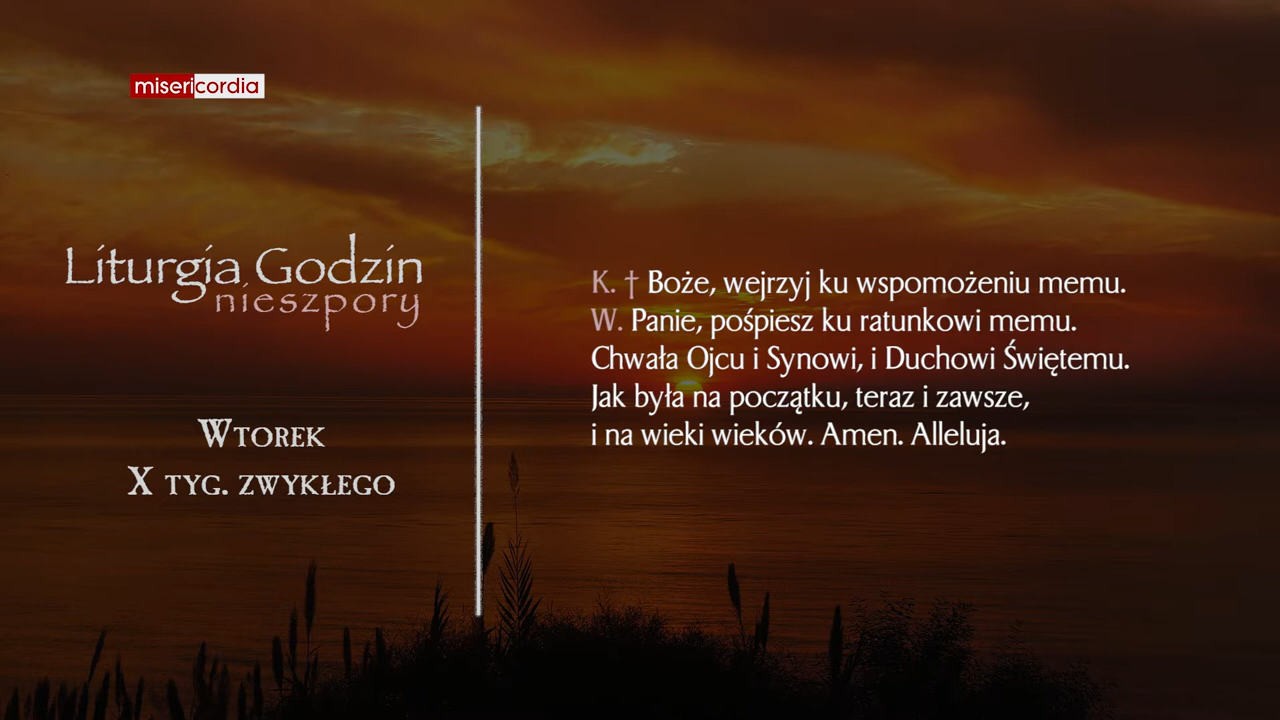 misericordia
Liturgia Godzin
nieszpory
Wtorek
X tyg. zwykłego
K. † Boże, wejrzyj ku wspomożeniu memu.
W. Panie, pośpiesz ku ratunkowi memu.
Chwała Ojcu i Synowi, i Duchowi Świętemu.
Jak była na początku, teraz i zawsze,
i na wieki wieków. Amen. Alleluja.